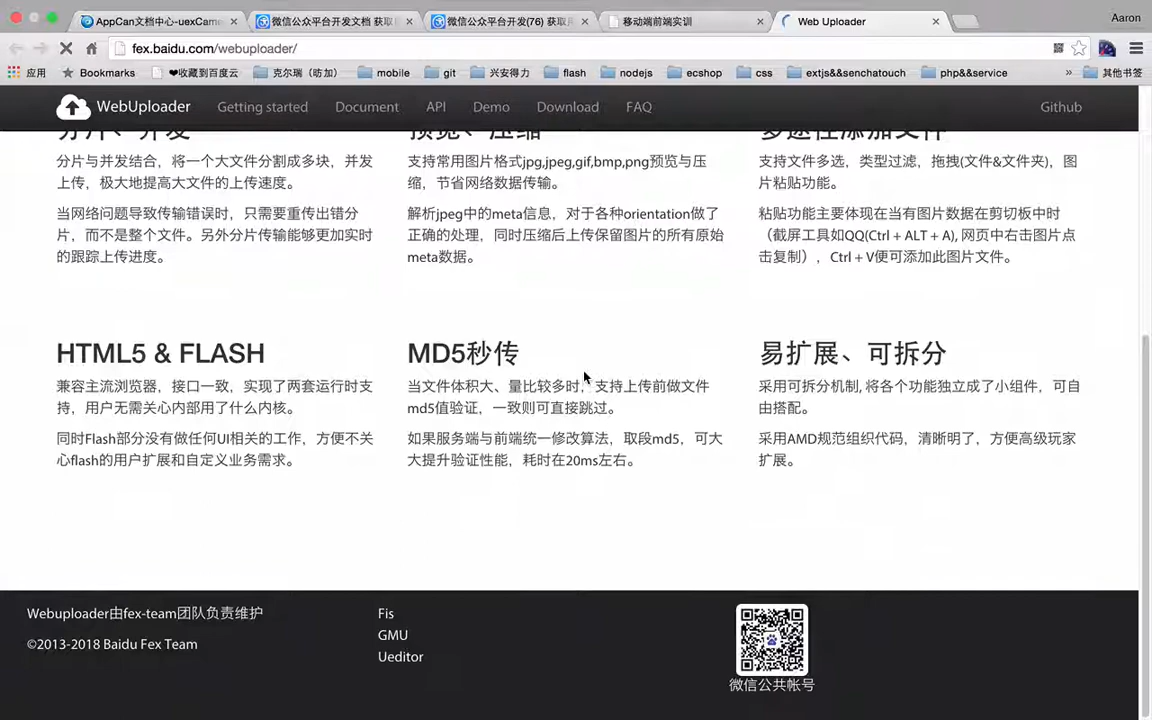 AppCan文档中心-uexCame
微信公众平台开发文档 获取
微信公众平台开发(76) 获取用
移动端前端实训
Web Uploader
Aaron
fex.baidu.com/webuploader/
应用
Bookmarks
❤收藏到百度云
克尔瑞（昉加）
mobile
git
兴安得力
flash
nodejs
ecshop
css
extjs&&senchatouch
php&&service
»
其他书签
WebUploader
Getting started
Document
API
Demo
Download
FAQ
Github
分片、并发
预览、压缩
多途径添加文件
分片与并发结合，将一个大文件分割成多块，并发
上传，极大地提高大文件的上传速度。
当网络问题导致传输错误时，只需要重传出错分
片，而不是整个文件。另外分片传输能够更加实时
的跟踪上传进度。
支持常用图片格式jpg,jpeg,gif,bmp,png预览与压
缩，节省网络数据传输。
解析jpeg中的meta信息，对于各种orientation做了
正确的处理，同时压缩后上传保留图片的所有原始
meta数据。
支持文件多选，类型过滤，拖拽(文件&文件夹)，图
片粘贴功能。
粘贴功能主要体现在当有图片数据在剪切板中时
（截屏工具如QQ(Ctrl + ALT + A), 网页中右击图片点
击复制），Ctrl + V便可添加此图片文件。
HTML5 & FLASH
兼容主流浏览器，接口一致，实现了两套运行时支
持，用户无需关心内部用了什么内核。
同时Flash部分没有做任何UI相关的工作，方便不关
心flash的用户扩展和自定义业务需求。
MD5秒传
当文件体积大、量比较多时，支持上传前做文件
md5值验证，一致则可直接跳过。
如果服务端与前端统一修改算法，取段md5，可大
大提升验证性能，耗时在20ms左右。
易扩展、可拆分
采用可拆分机制, 将各个功能独立成了小组件，可自
由搭配。
采用AMD规范组织代码，清晰明了，方便高级玩家
扩展。
Webuploader由fex-team团队负责维护
©2013-2018 Baidu Fex Team
Fis
GMU
Ueditor
微信公共帐号